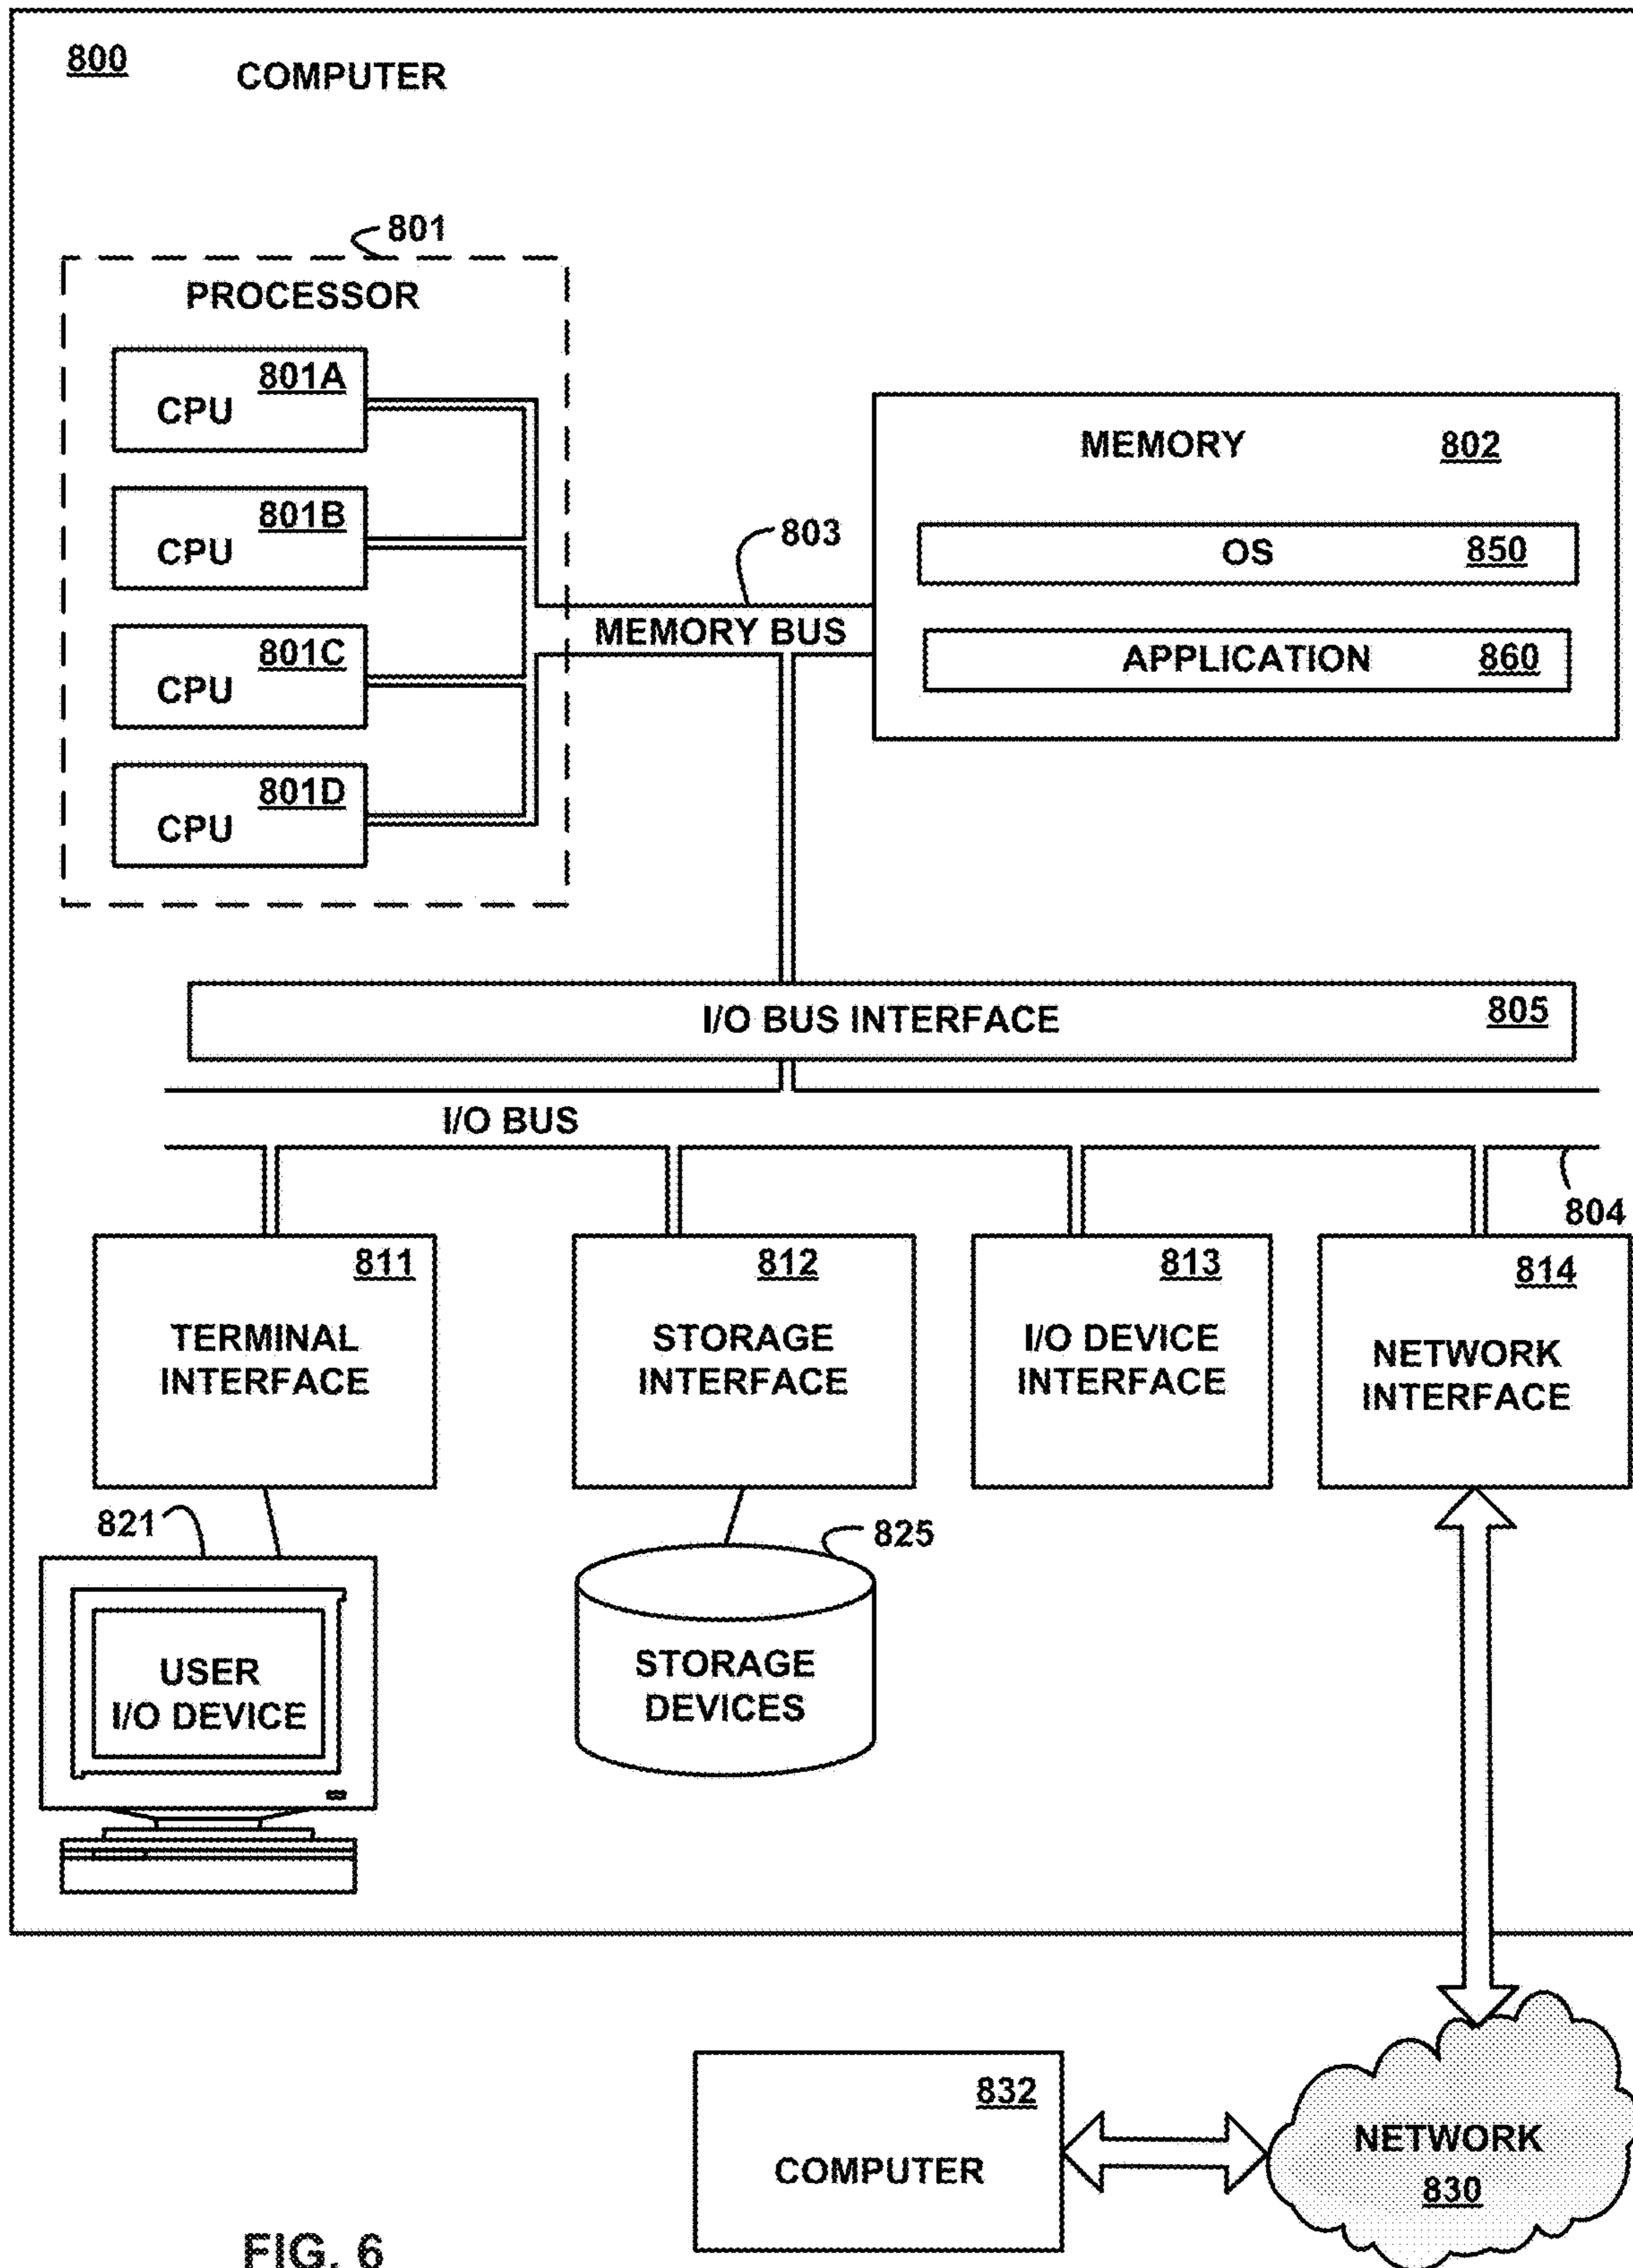 800
COMPUTER
801
PROCESSOR
801A
CPU
801B
CPU
801C
CPU
801D
CPU
803
MEMORY BUS
MEMORY 802
OS 850
APPLICATION 860
I/O BUS INTERFACE 805
I/O BUS
804
811
TERMINAL
INTERFACE
812
STORAGE
INTERFACE
813
I/O DEVICE
INTERFACE
814
NETWORK
INTERFACE
821
USER
I/O DEVICE
825
STORAGE
DEVICES
832
COMPUTER
NETWORK
830
FIG. 6